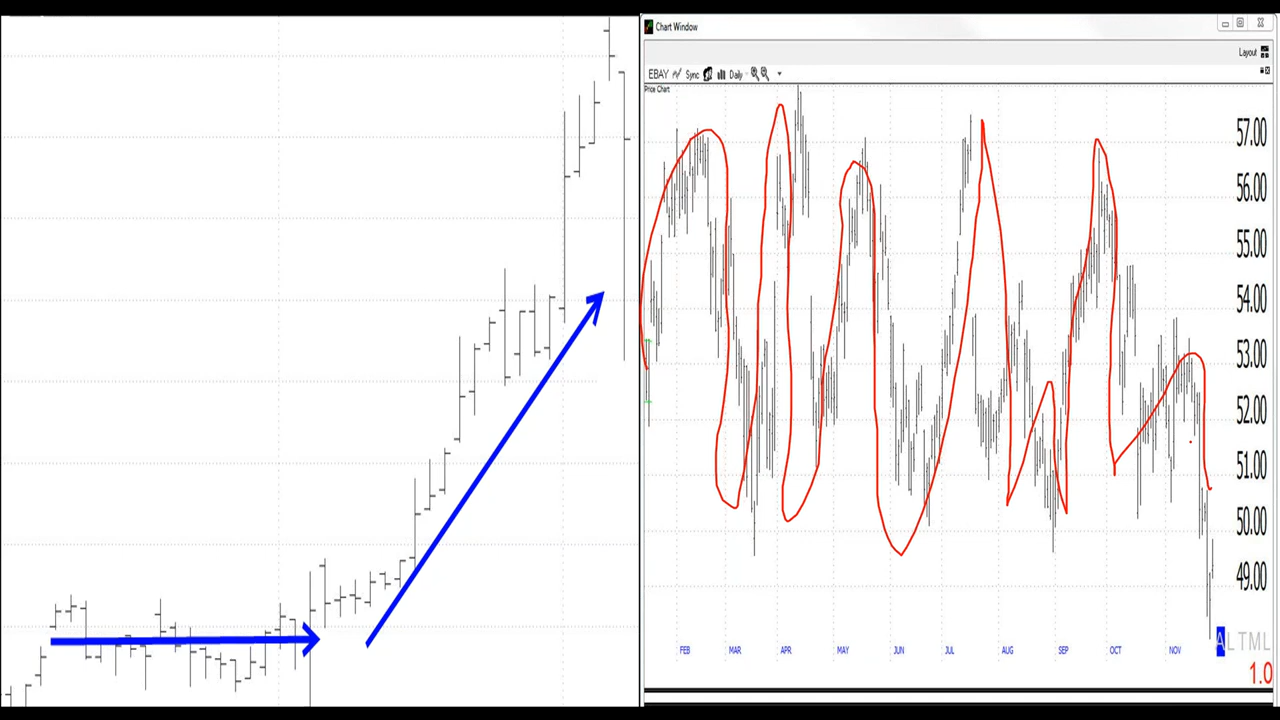 Chart Window
Layout
EBAY Sync Daily
Price Chart
57.00
56.00
55.00
54.00
53.00
52.00
51.00
50.00
49.00
FEB MAR APR MAY JUN JUL AUG SEP OCT NOV
A L T M L
1.0